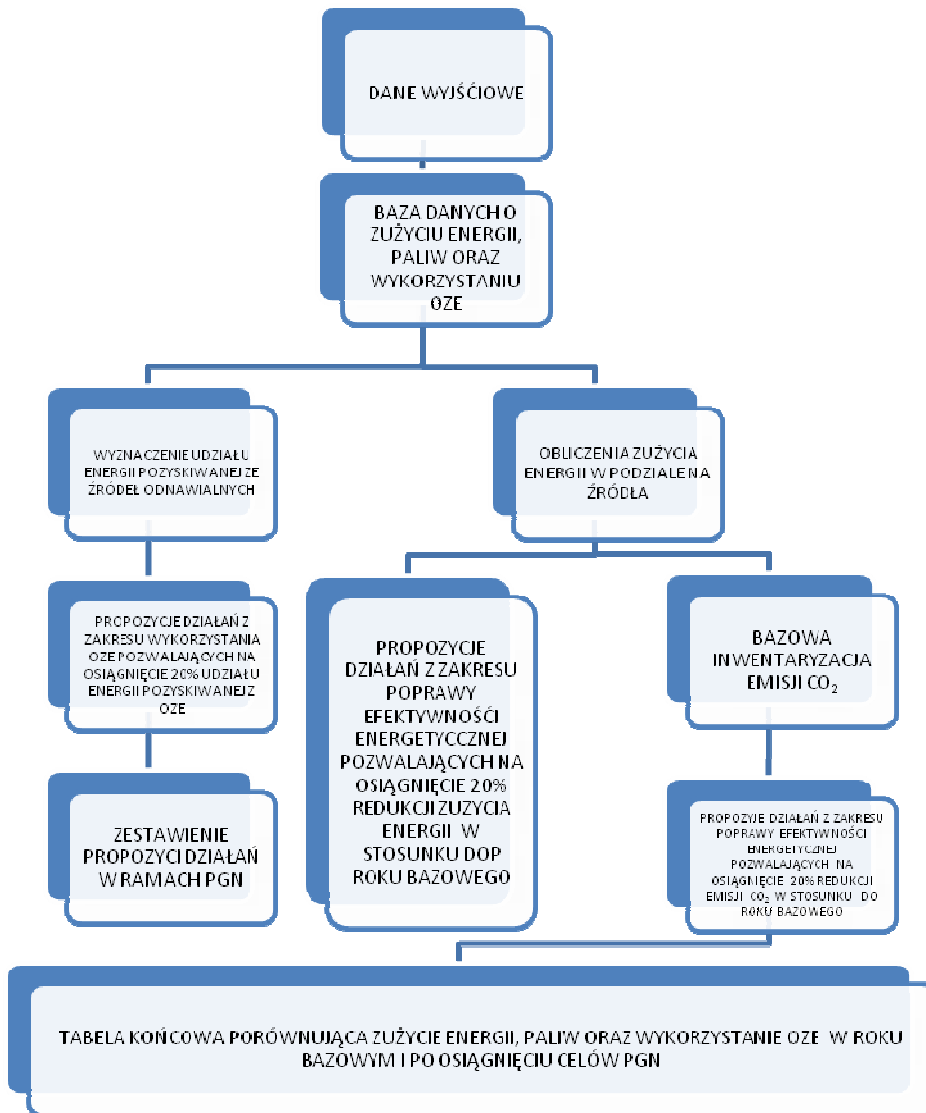 DANE WYJŚCIOWE
BAZA DANYCH O
ZUŻYCIU ENERGII,
PALIW ORAZ
WYKORZYSTANIU
OZE
WYZNACZENIE UDZIAŁU
ENERGII POZYSKIWANEJ ZE
ŹRÓDEŁ ODNAWIALNYCH
OBLICZENIA ZUŻYCIA
ENERGII W PODZIALE NA
ŹRÓDŁA
PROPOZYCJE DZIAŁAŃ Z
ZAKRESU WYKORZYSTANIA
OZE POZWALAJĄCYCH NA
OSIĄGNIĘCIE 20% UDZIAŁU
ENERGII POZYSKIWANEJ Z
OZE
PROPOZYCJE
DZIAŁAŃ Z ZAKRESU
POPRAWY
EFEKTYWNOŚĆI
ENERGETYCCZNEJ
POZWALAJĄCYCH NA
OSIĄGNIĘCIE 20%
REDUKCJI ZUZYCIA
ENERGII W
STOSUNKU DOP
ROKU BAZOWEGO
BAZOWA
INWENTARYZACJA
EMISJI CO₂
ZESTAWIENIE
PROPOZYCI DZIAŁAŃ
W RAMACH PGN
PROPOZYJE DZIAŁAŃ Z ZAKRESU
POPRAWY EFEKTYWNOŚCI
ENERGETYCZNEJ
POZWALAJĄCYCH NA
OSIĄGNIĘCIE 20% REDUKCJI
EMISJI CO₂ W STOSUNKU DO
ROKU BAZOWEGO
TABELA KOŃCOWA PORÓWNUJĄCA ZUŻYCIE ENERGII, PALIW ORAZ WYKORZYSTANIE OZE W ROKU
BAZOWYM I PO OSIĄGNIĘCIU CELÓW PGN